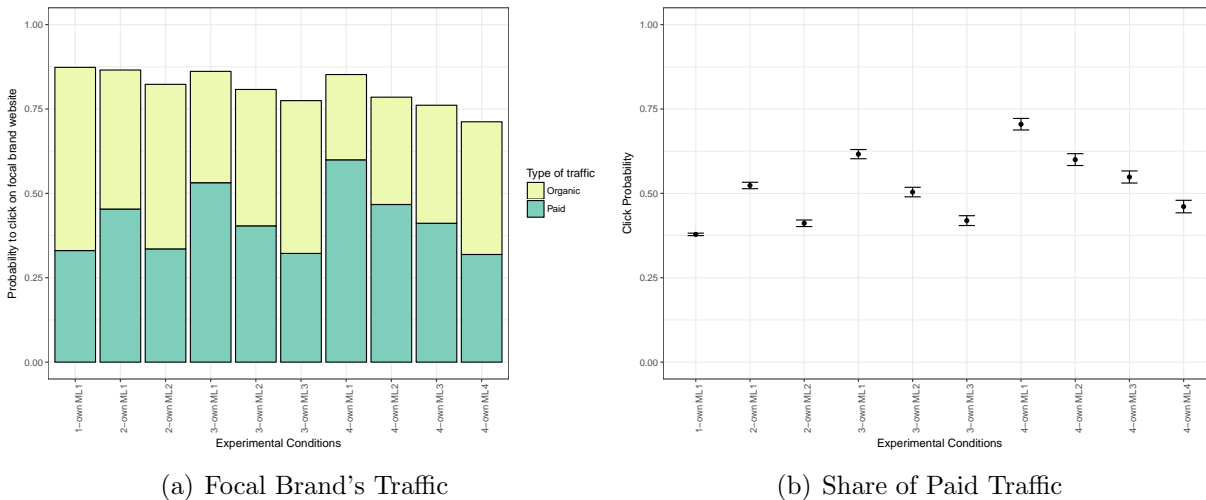 Probability to click on focal brand website
1.00
0.75
0.50
0.25
0.00
1−own ML1
2−own ML1
2−own ML2
3−own ML1
3−own ML2
3−own ML3
4−own ML1
4−own ML2
4−own ML3
4−own ML4
Experimental Conditions
Type of traffic
Organic
Paid
(a) Focal Brand's Traffic
Click Probability
1.00
0.75
0.50
0.25
0.00
1−own ML1
2−own ML1
2−own ML2
3−own ML1
3−own ML2
3−own ML3
4−own ML1
4−own ML2
4−own ML3
4−own ML4
Experimental Conditions
(b) Share of Paid Traffic